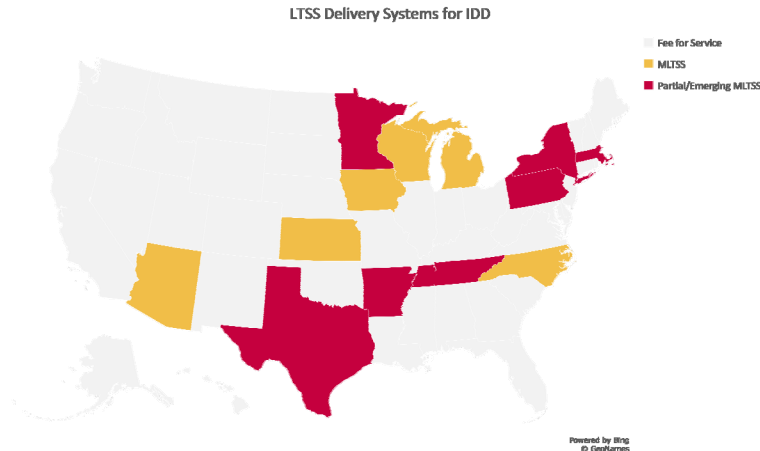 LTSS Delivery Systems for IDD
Fee for Service
MLTSS
Partial/Emerging MLTSS
Powered by Bing
© GeoNames